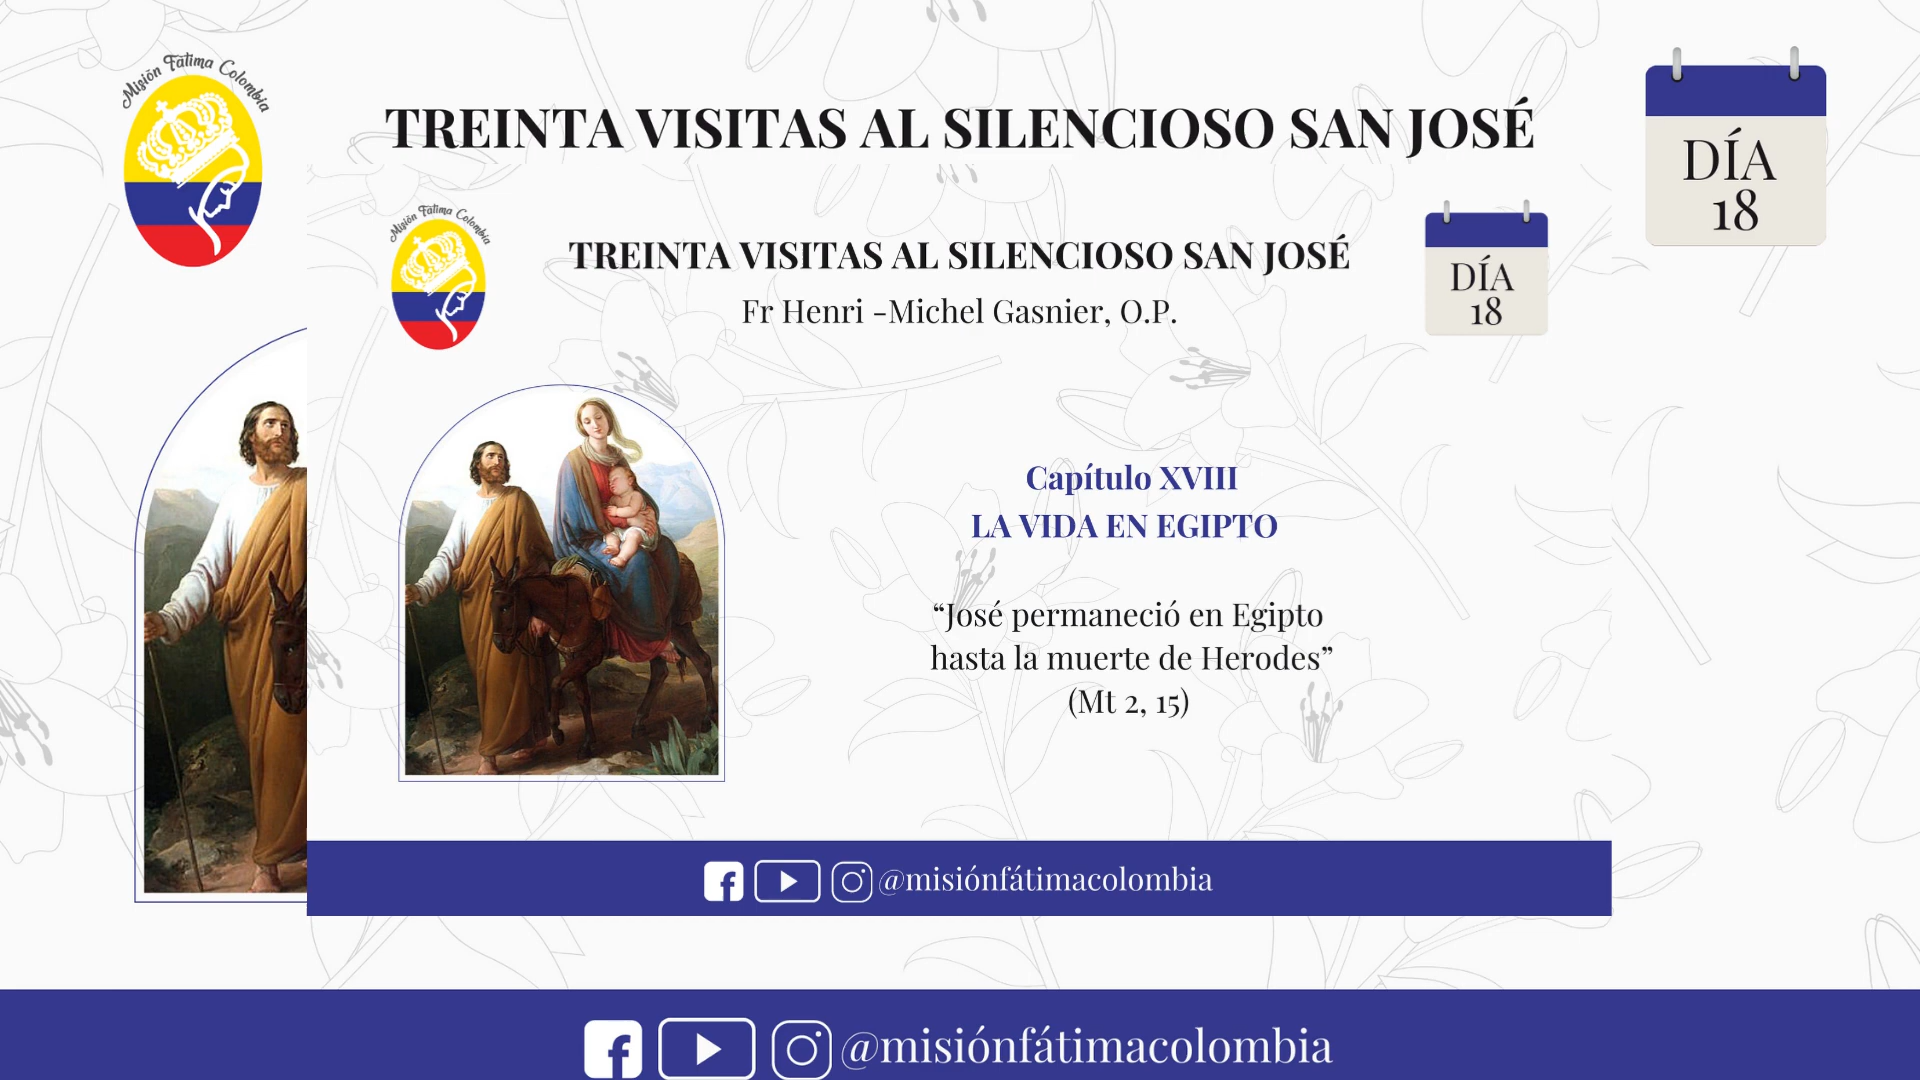 Misión Fátima Colombia
TREINTA VISITAS AL SILENCIOSO SAN JOSÉ
DÍA
18
Misión Fátima Colombia
TREINTA VISITAS AL SILENCIOSO SAN JOSÉ
Fr Henri -Michel Gasnier, O.P.
DÍA
18
Capítulo XVIII
LA VIDA EN EGIPTO
“José permaneció en Egipto
hasta la muerte de Herodes”
(Mt 2, 15)
@misiónfátimacolombia
@misiónfátimacolombia